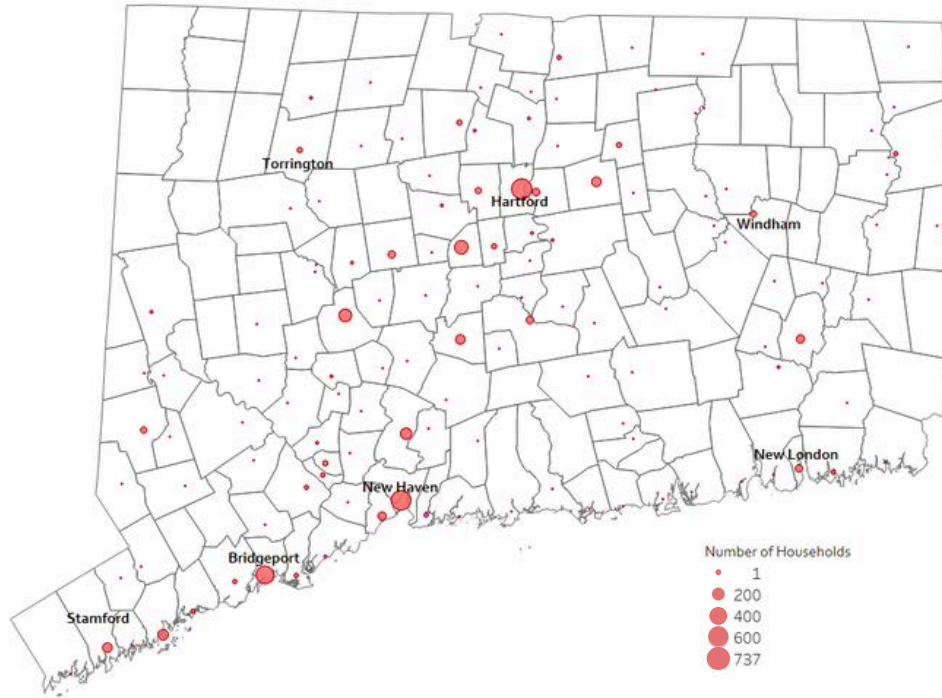 Torrington
Hartford
Windham
New Haven
New London
Bridgeport
Stamford
Number of Households
1
200
400
600
737